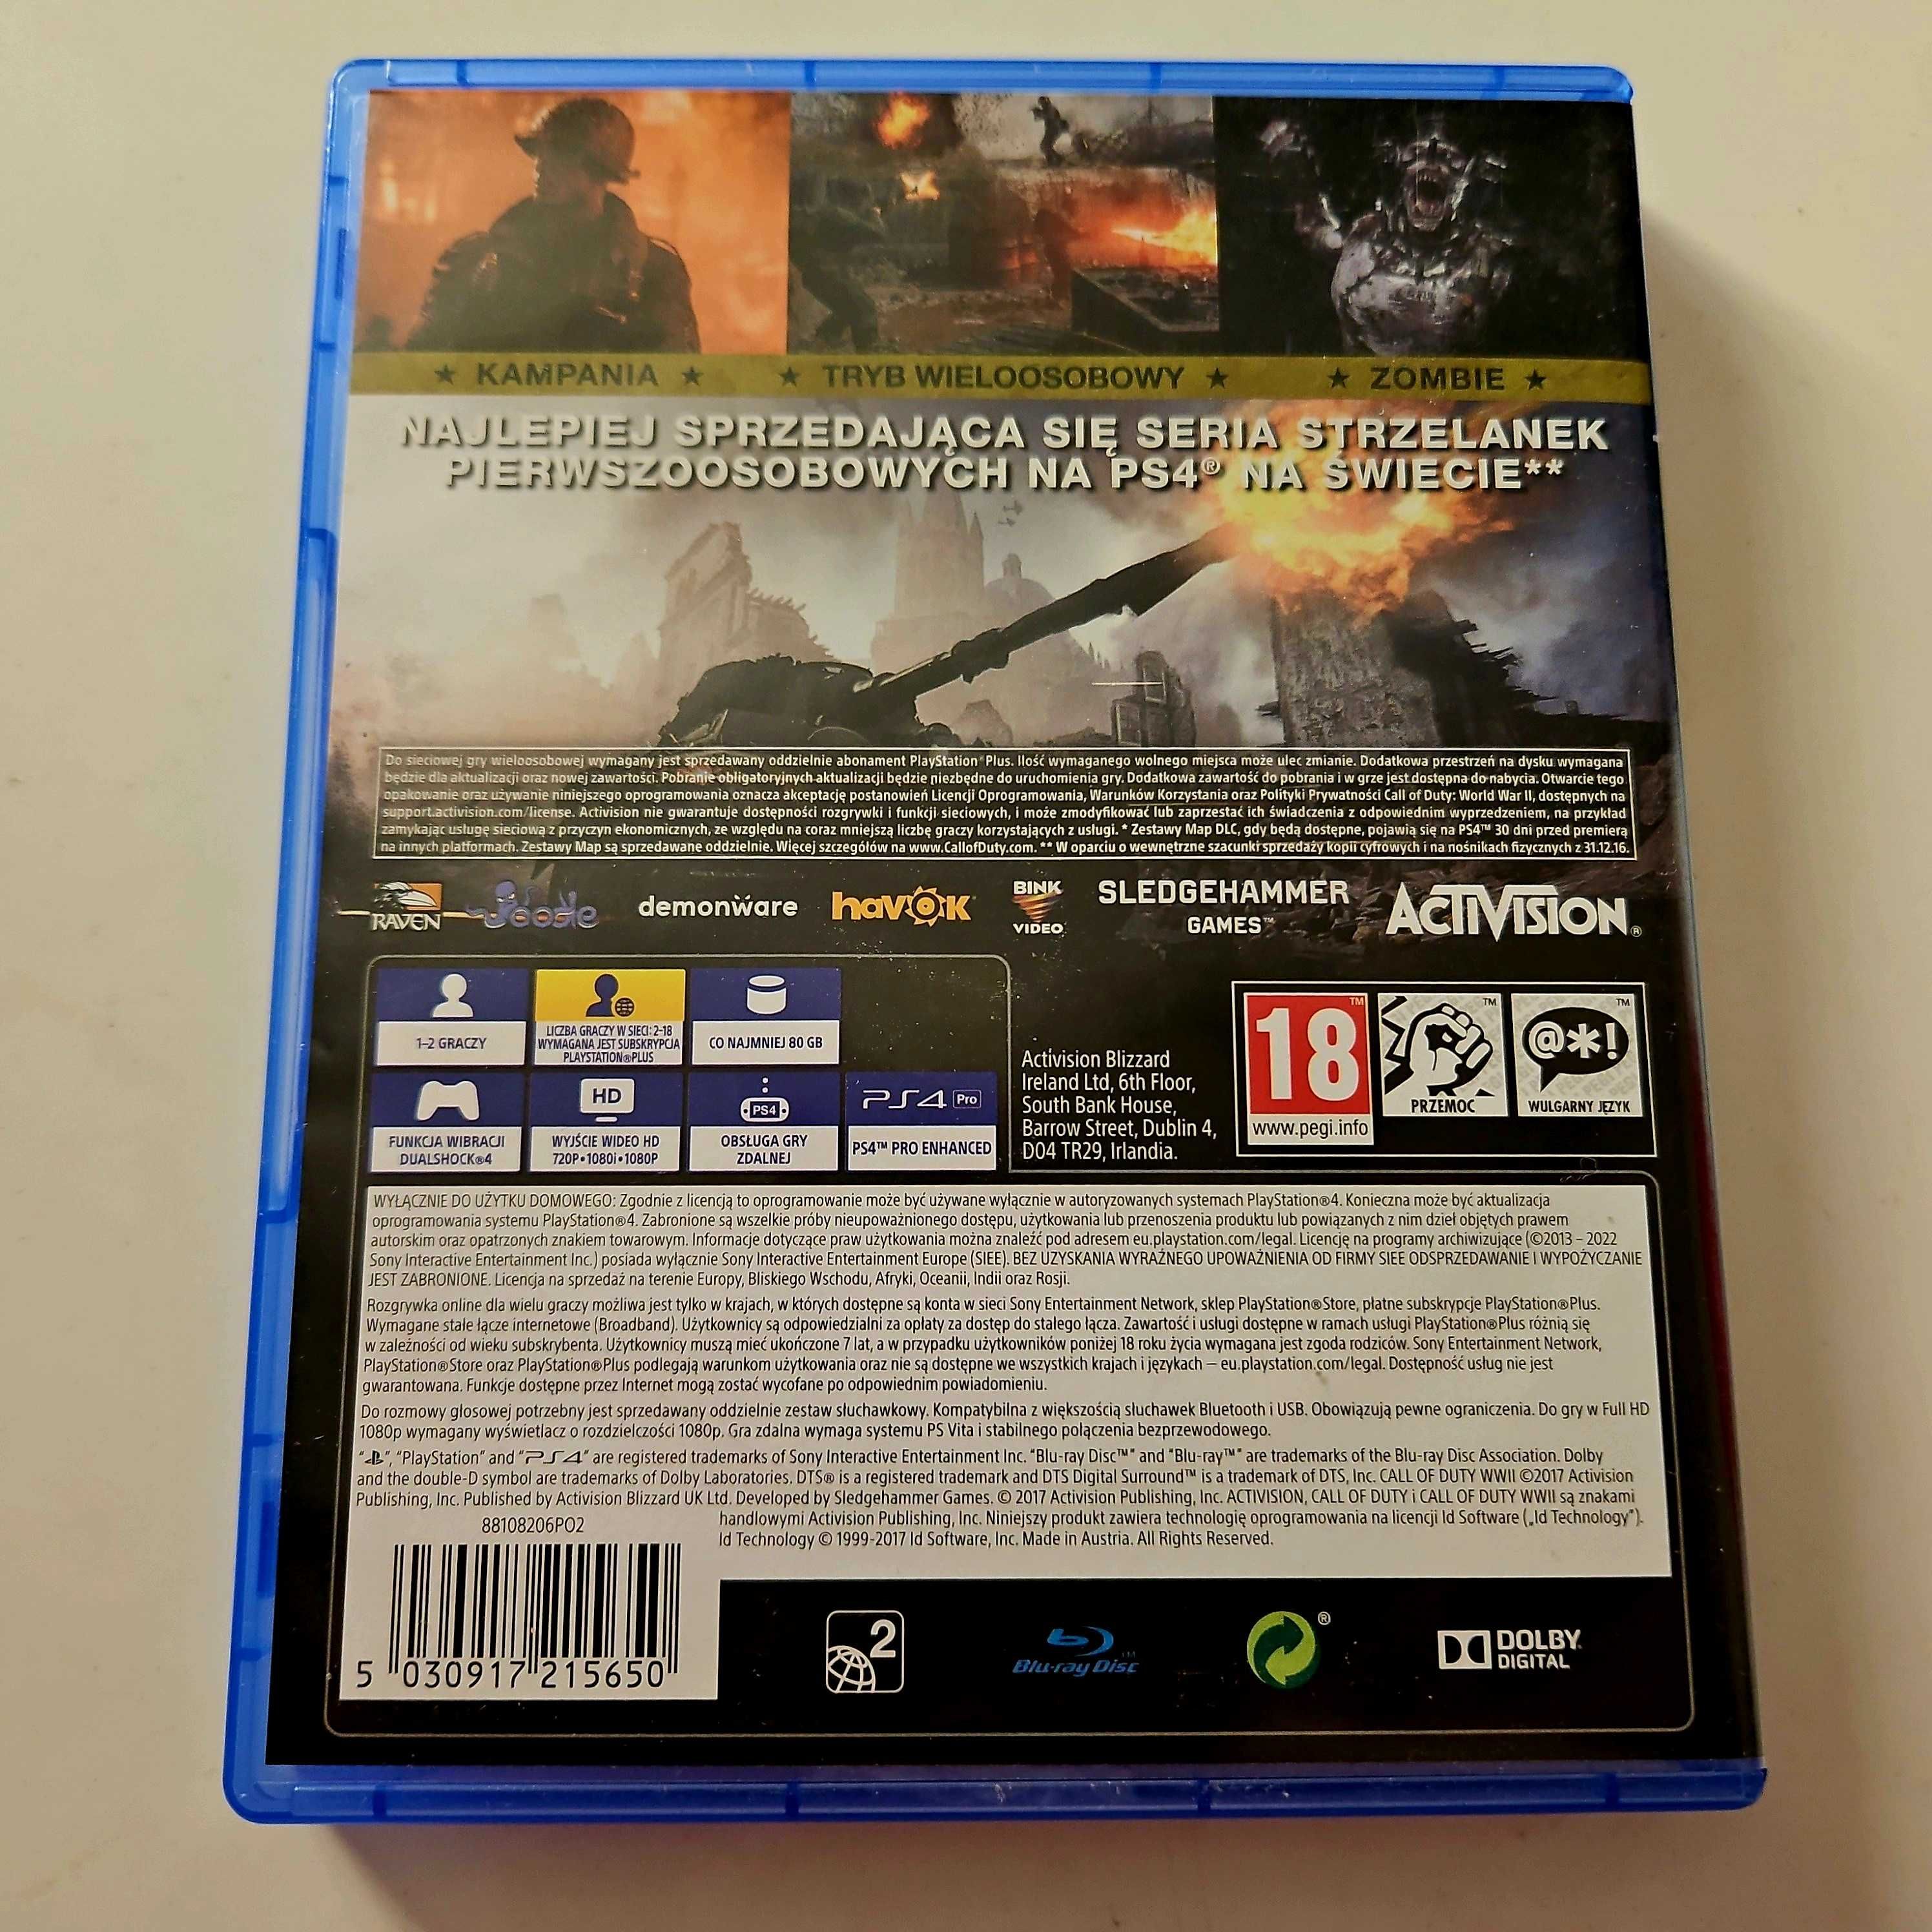 ★ KAMPANIA ★ ★ TRYB WIELOOSOBOWY ★ ★ ZOMBIE ★
NAJLEPIEJ SPRZEDAJĄCA SIĘ SERIA STRZELANEK
PIERWSZOOSOBOWYCH NA PS4® NA ŚWIECIE**
Do sieciowej gry wieloosobowej wymagany jest sprzedawany oddzielnie abonament PlayStation®Plus. Ilość wymaganego wolnego miejsca może ulec zmianie. Dodatkowa przestrzeń na dysku wymagana
będzie dla aktualizacji oraz nowej zawartości. Pobranie obligatoryjnych aktualizacji będzie niezbędne do uruchomienia gry. Dodatkowa zawartość do pobrania i w grze jest dostępna do nabycia. Otwarcie tego
opakowanie oraz używanie niniejszego oprogramowania oznacza akceptację postanowień Licencji Oprogramowania, Warunków Korzystania oraz Polityki Prywatności Call of Duty: World War II, dostępnych na
support.activision.com/license. Activision nie gwarantuje dostępności rozgrywki i funkcji sieciowych, i może zmodyfikować lub zaprzestać ich świadczenia z odpowiednim wyprzedzeniem, na przykład
zamykając usługę sieciową z przyczyn ekonomicznych, ze względu na coraz mniejszą liczbę graczy korzystających z usługi. * Zestawy Map DLC, gdy będą dostępne, pojawią się na PS4™ 30 dni przed premierą
na innych platformach. Zestawy Map są sprzedawane oddzielnie. Więcej szczegółów na www.CallofDuty.com. ** W oparciu o wewnętrzne szacunki sprzedaży kopii cyfrowych i na nośnikach fizycznych z 31.12.16.
RAVEN Oodle demonware havok BINK VIDEO SLEDGEHAMMER GAMES™ ACTIVISION®
1–2 GRACZY
LICZBA GRACZY W SIECI: 2–18
WYMAGANA JEST SUBSKRYPCJA
PLAYSTATION®PLUS
CO NAJMNIEJ 80 GB
FUNKCJA WIBRACJI
DUALSHOCK®4
HD
WYJŚCIE WIDEO HD
720P•1080i•1080P
PS4
OBSŁUGA GRY
ZDALNEJ
PS4 Pro
PS4™ PRO ENHANCED
Activision Blizzard
Ireland Ltd, 6th Floor,
South Bank House,
Barrow Street, Dublin 4,
D04 TR29, Irlandia.
18™
www.pegi.info
™
PRZEMOC
@*!™
WULGARNY JĘZYK
WYŁĄCZNIE DO UŻYTKU DOMOWEGO: Zgodnie z licencją to oprogramowanie może być używane wyłącznie w autoryzowanych systemach PlayStation®4. Konieczna może być aktualizacja
oprogramowania systemu PlayStation®4. Zabronione są wszelkie próby nieupoważnionego dostępu, użytkowania lub przenoszenia produktu lub powiązanych z nim dzieł objętych prawem
autorskim oraz opatrzonych znakiem towarowym. Informacje dotyczące praw użytkowania można znaleźć pod adresem eu.playstation.com/legal. Licencję na programy archiwizujące (©2013 – 2022
Sony Interactive Entertainment Inc.) posiada wyłącznie Sony Interactive Entertainment Europe (SIEE). BEZ UZYSKANIA WYRAŹNEGO UPOWAŻNIENIA OD FIRMY SIEE ODSPRZEDAWANIE I WYPOŻYCZANIE
JEST ZABRONIONE. Licencja na sprzedaż na terenie Europy, Bliskiego Wschodu, Afryki, Oceanii, Indii oraz Rosji.
Rozgrywka online dla wielu graczy możliwa jest tylko w krajach, w których dostępne są konta w sieci Sony Entertainment Network, sklep PlayStation®Store, płatne subskrypcje PlayStation®Plus.
Wymagane stałe łącze internetowe (Broadband). Użytkownicy są odpowiedzialni za opłaty za dostęp do stałego łącza. Zawartość i usługi dostępne w ramach usługi PlayStation®Plus różnią się
w zależności od wieku subskrybenta. Użytkownicy muszą mieć ukończone 7 lat, a w przypadku użytkowników poniżej 18 roku życia wymagana jest zgoda rodziców. Sony Entertainment Network,
PlayStation®Store oraz PlayStation®Plus podlegają warunkom użytkowania oraz nie są dostępne we wszystkich krajach i językach – eu.playstation.com/legal. Dostępność usług nie jest
gwarantowana. Funkcje dostępne przez Internet mogą zostać wycofane po odpowiednim powiadomieniu.
Do rozmowy głosowej potrzebny jest sprzedawany oddzielnie zestaw słuchawkowy. Kompatybilna z większością słuchawek Bluetooth i USB. Obowiązują pewne ograniczenia. Do gry w Full HD
1080p wymagany wyświetlacz o rozdzielczości 1080p. Gra zdalna wymaga systemu PS Vita i stabilnego połączenia bezprzewodowego.
“PS”, “PlayStation” and “PS4” are registered trademarks of Sony Interactive Entertainment Inc. “Blu-ray Disc™” and “Blu-ray™” are trademarks of the Blu-ray Disc Association. Dolby
and the double-D symbol are trademarks of Dolby Laboratories. DTS® is a registered trademark and DTS Digital Surround™ is a trademark of DTS, Inc. CALL OF DUTY WWII ©2017 Activision
Publishing, Inc. Published by Activision Blizzard UK Ltd. Developed by Sledgehammer Games. © 2017 Activision Publishing, Inc. ACTIVISION, CALL OF DUTY i CALL OF DUTY WWII są znakami
handlowymi Activision Publishing, Inc. Niniejszy produkt zawiera technologię oprogramowania na licencji Id Software („Id Technology”).
Id Technology © 1999-2017 Id Software, Inc. Made in Austria. All Rights Reserved.
88108206PO2
5 030917 215650
2
Blu-ray Disc™
®
DOLBY
DIGITAL